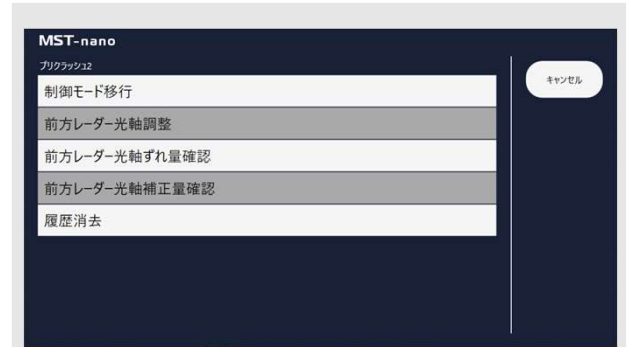 MST-nano
プリクラッシュ2
キャンセル
制御モード移行
前方レーダー光軸調整
前方レーダー光軸ずれ量確認
前方レーダー光軸補正量確認
履歴消去